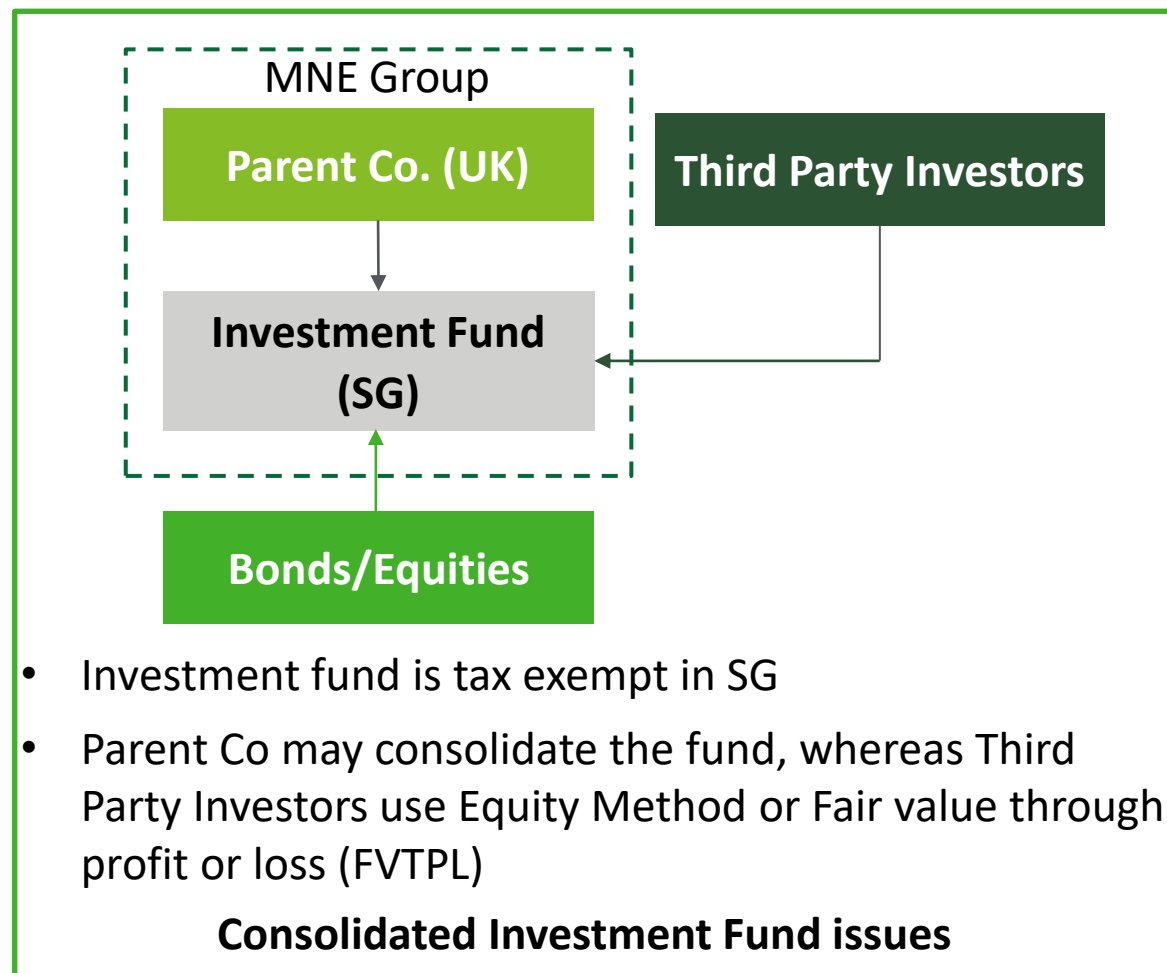 MNE Group
Parent Co. (UK)
Third Party Investors
Investment Fund
(SG)
Bonds/Equities
• Investment fund is tax exempt in SG
• Parent Co may consolidate the fund, whereas Third
Party Investors use Equity Method or Fair value through
profit or loss (FVTPL)
Consolidated Investment Fund issues